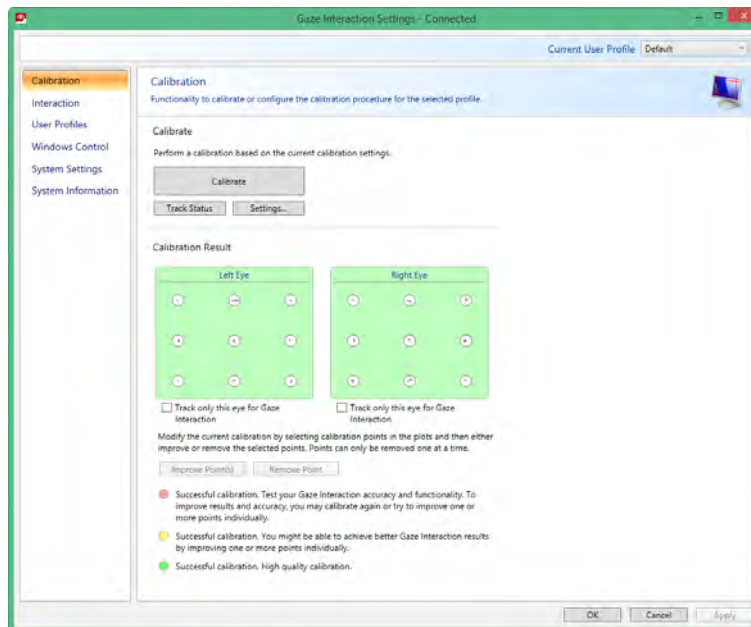 Gaze Interaction Settings - Connected
Current User Profile Default
Calibration
Interaction
User Profiles
Windows Control
System Settings
System Information
Calibration
Functionality to calibrate or configure the calibration procedure for the selected profile.
Calibrate
Perform a calibration based on the current calibration settings.
Calibrate
Track Status Settings...
Calibration Result
Left Eye Right Eye
Track only this eye for Gaze
Interaction
Track only this eye for Gaze
Interaction
Modify the current calibration by selecting calibration points in the plots and then either
improve or remove the selected points. Points can only be removed one at a time.
Improve Point(s) Remove Point
Successful calibration. Test your Gaze Interaction accuracy and functionality. To
improve results and accuracy, you may calibrate again or try to improve one or
more points individually.
Successful calibration. You might be able to achieve better Gaze Interaction results
by improving one or more points individually.
Successful calibration. High quality calibration.
OK Cancel Apply